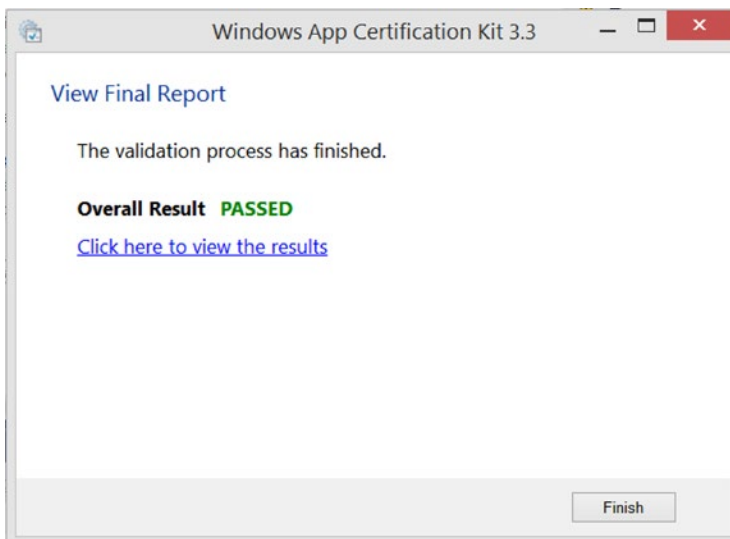 Windows App Certification Kit 3.3
View Final Report
The validation process has finished.
Overall Result PASSED
Click here to view the results
Finish